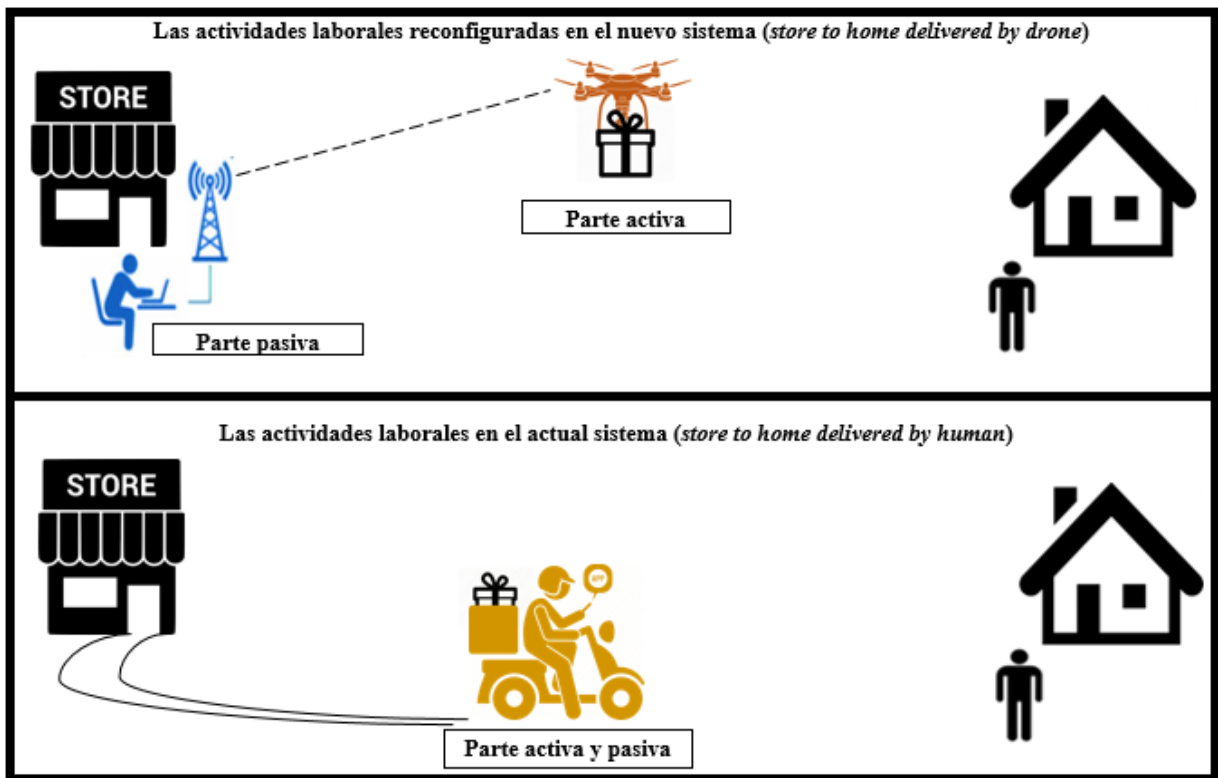 Las actividades laborales reconfiguradas en el nuevo sistema (store to home delivered by drone)
STORE
Parte activa
Parte pasiva
Las actividades laborales en el actual sistema (store to home delivered by human)
STORE
APP
Parte activa y pasiva